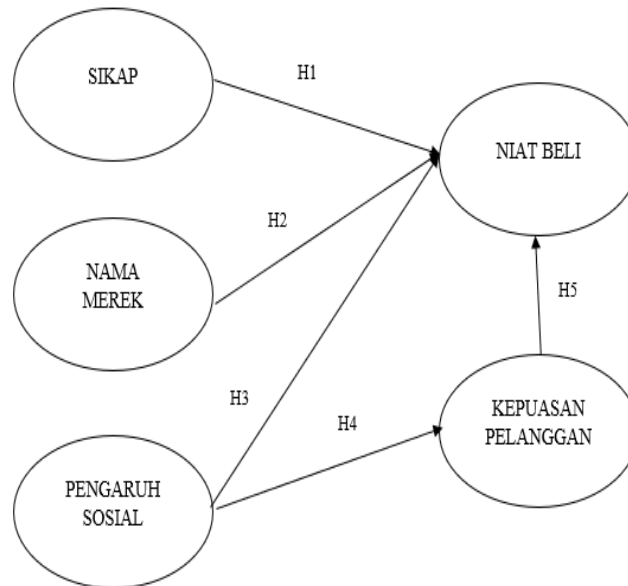 SIKAP
H1
NIAT BELI
H2
NAMA
MEREK
H5
H3
H4
KEPUASAN
PELANGGAN
PENGARUH
SOSIAL